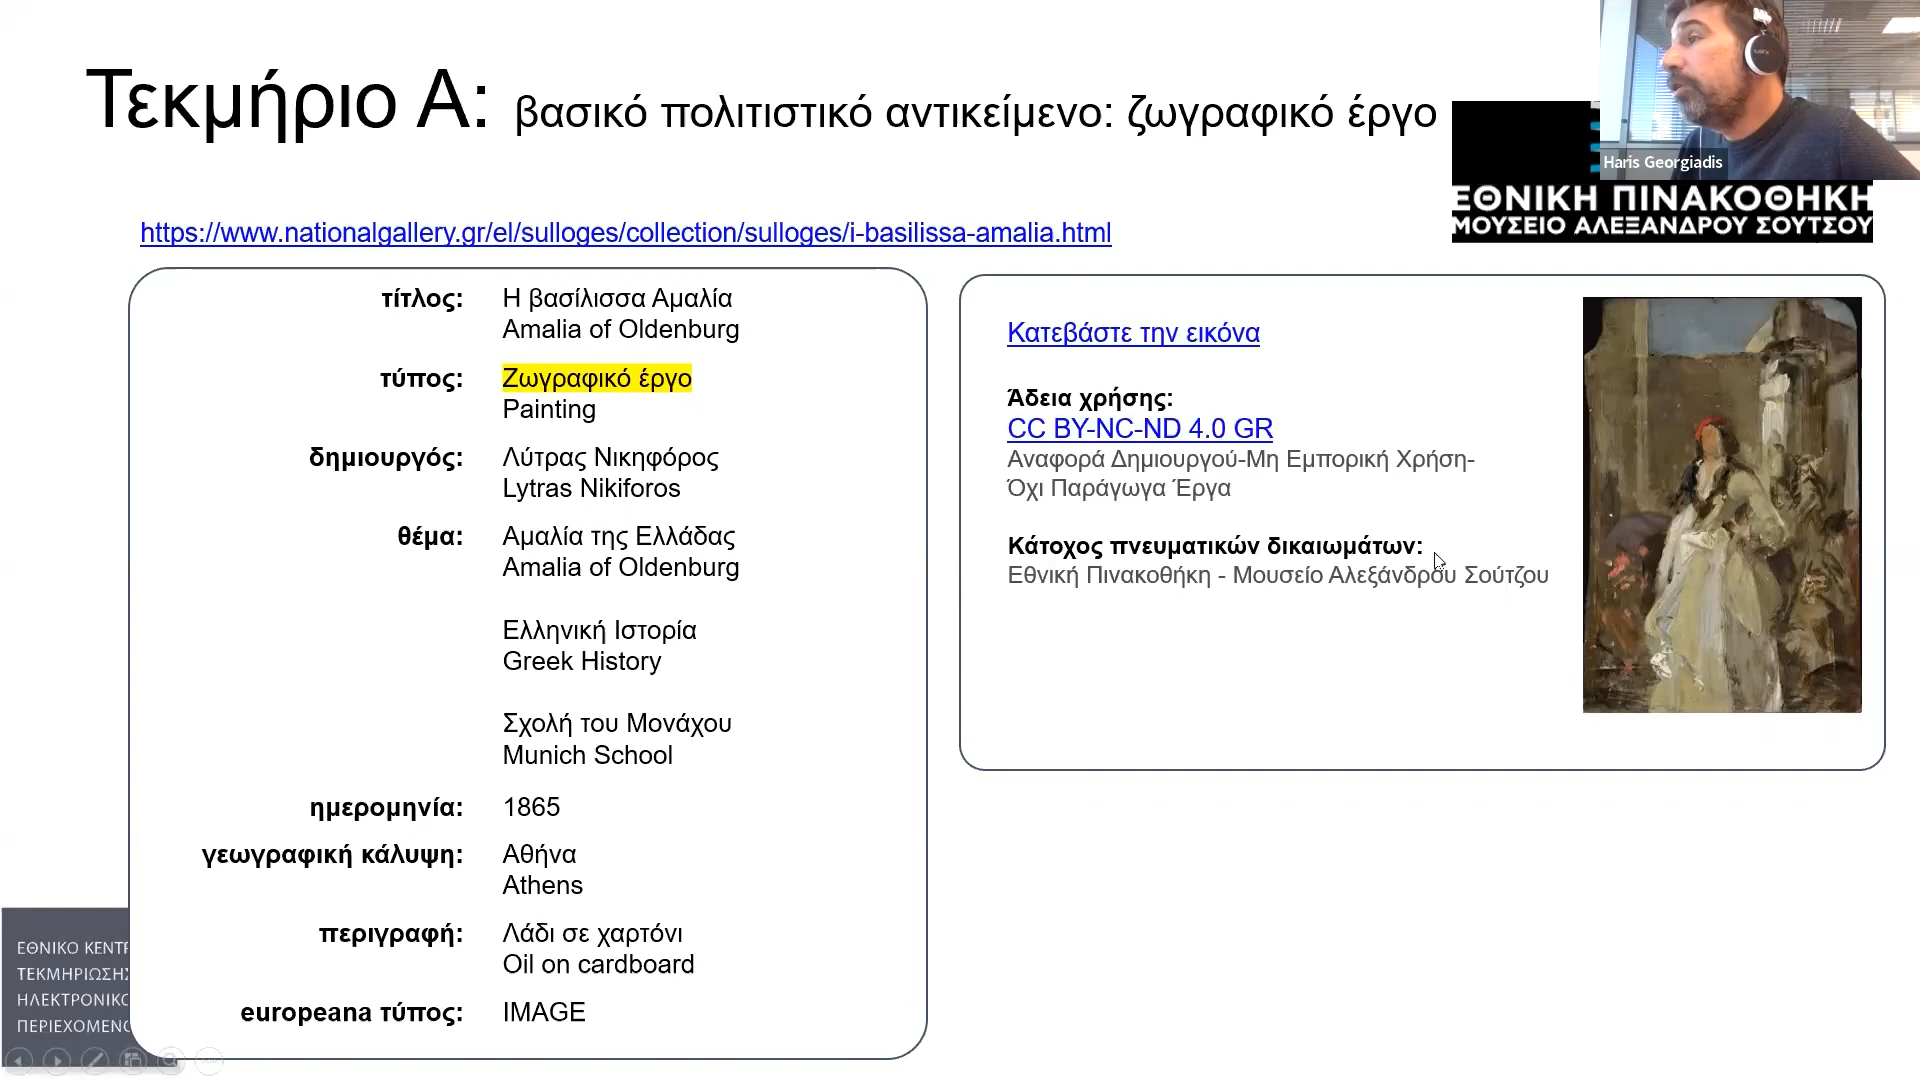 Τεκμήριο Α: βασικό πολιτιστικό αντικείμενο: ζωγραφικό έργο
Haris Georgiadis
ΕΘΝΙΚΗ ΠΙΝΑΚΟΘΗΚΗ
ΜΟΥΣΕΙΟ ΑΛΕΞΑΝΔΡΟΥ ΣΟΥΤΣΟΥ
https://www.nationalgallery.gr/el/sulloges/collection/sulloges/i-basilissa-amalia.html
τίτλος: Η βασίλισσα Αμαλία
Amalia of Oldenburg
τύπος: Ζωγραφικό έργο
Painting
δημιουργός: Λύτρας Νικηφόρος
Lytras Nikiforos
θέμα: Αμαλία της Ελλάδας
Amalia of Oldenburg
Ελληνική Ιστορία
Greek History
Σχολή του Μονάχου
Munich School
ημερομηνία: 1865
γεωγραφική κάλυψη: Αθήνα
Athens
περιγραφή: Λάδι σε χαρτόνι
Oil on cardboard
europeana τύπος: IMAGE
Κατεβάστε την εικόνα
Άδεια χρήσης:
CC BY-NC-ND 4.0 GR
Αναφορά Δημιουργού-Μη Εμπορική Χρήση-
Όχι Παράγωγα Έργα
Κάτοχος πνευματικών δικαιωμάτων:
Εθνική Πινακοθήκη - Μουσείο Αλεξάνδρου Σούτζου
ΕΘΝΙΚΟ ΚΕΝΤΡ
ΤΕΚΜΗΡΙΩΣΗΣ
ΗΛΕΚΤΡΟΝΙΚΟ
ΠΕΡΙΕΧΟΜΕΝΟ